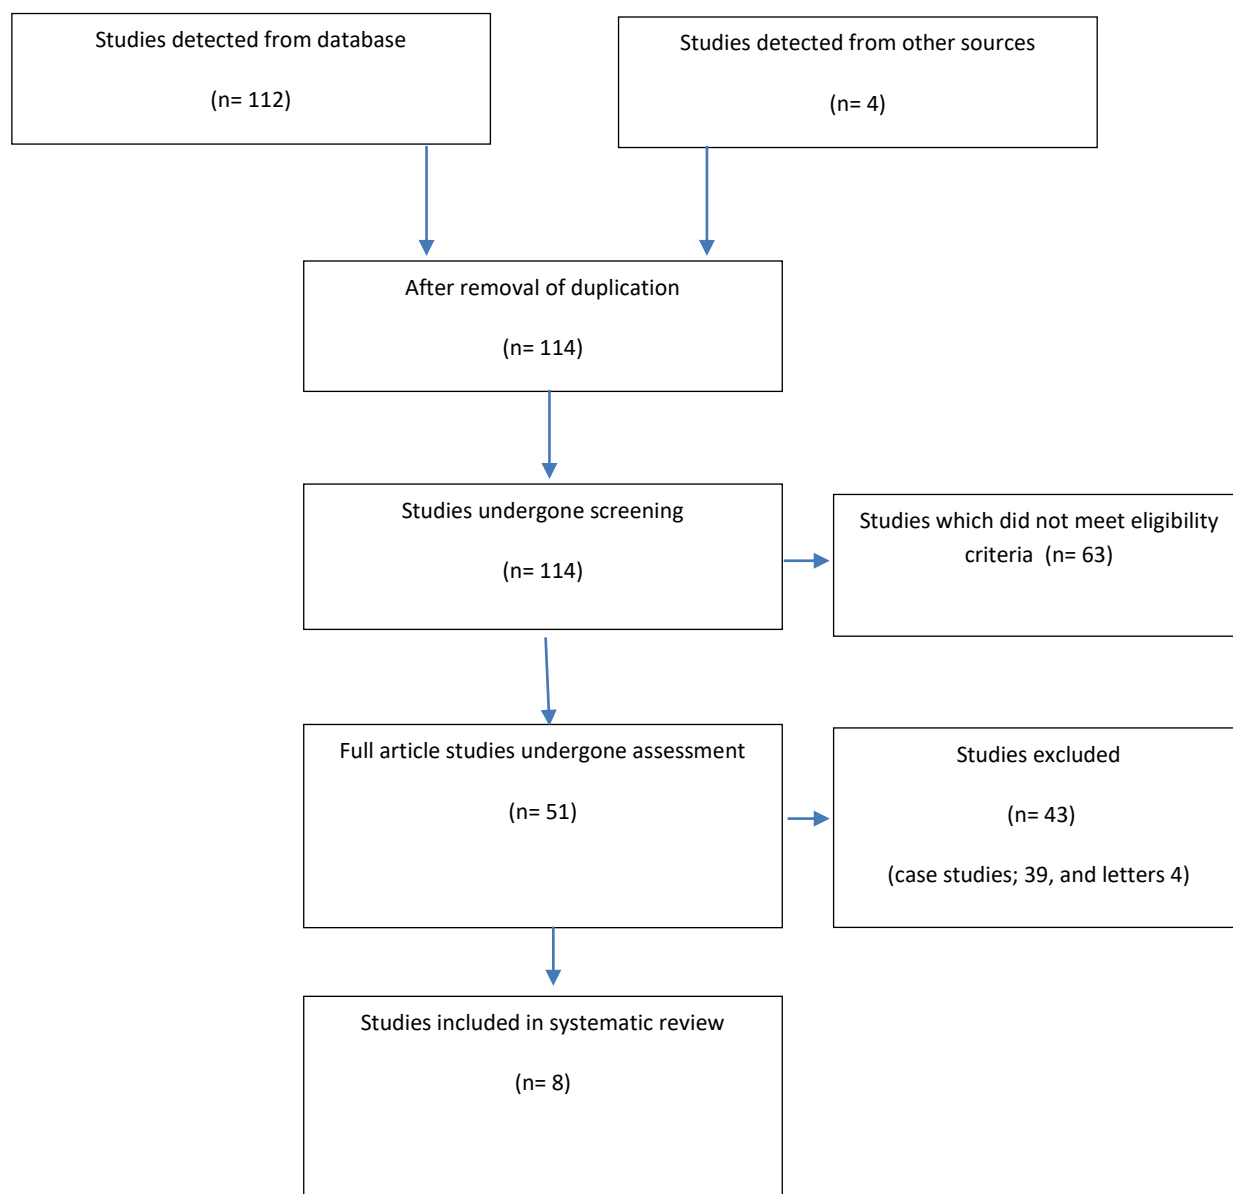 Studies detected from database
(n= 112)
Studies detected from other sources
(n= 4)
After removal of duplication
(n= 114)
Studies undergone screening
(n= 114)
Studies which did not meet eligibility
criteria  (n= 63)
Full article studies undergone assessment
(n= 51)
Studies excluded
(n= 43)
(case studies; 39, and letters 4)
Studies included in systematic review
(n= 8)